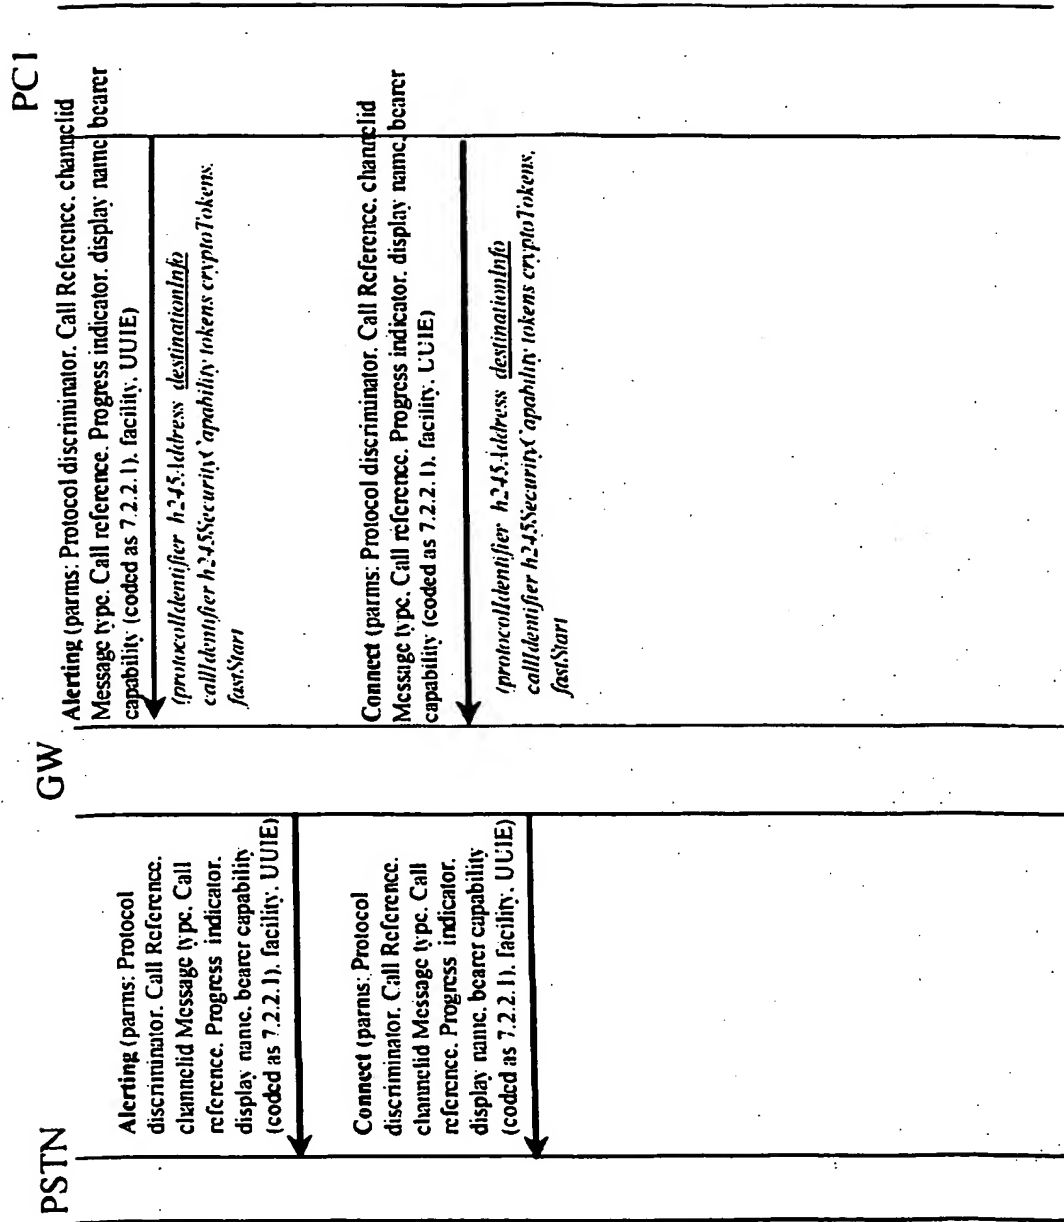 PSTN
GW
PC1
Alerting (parms: Protocol
discriminator. Call Reference.
channelid Message type. Call
reference. Progress indicator.
display name. bearer capability
(coded as 7.2.2.1). facility. UUIE)
Alerting (parms: Protocol discriminator. Call Reference. channelid
Message type. Call reference. Progress indicator. display name. bearer
capability (coded as 7.2.2.1). facility. UUIE)
(protocolIdentifier h245Address destinationInfo
callIdentifier h245SecurityCapability tokens cryptoTokens.
fastStart
Connect (parms: Protocol
discriminator. Call Reference.
channelid Message type. Call
reference. Progress indicator.
display name. bearer capability
(coded as 7.2.2.1). facility. UUIE)
Connect (parms: Protocol discriminator. Call Reference. channelid
Message type. Call reference. Progress indicator. display name. bearer
capability (coded as 7.2.2.1). facility. UUIE)
(protocolIdentifier h245Address destinationInfo
callIdentifier h245SecurityCapability tokens cryptoTokens.
fastStart